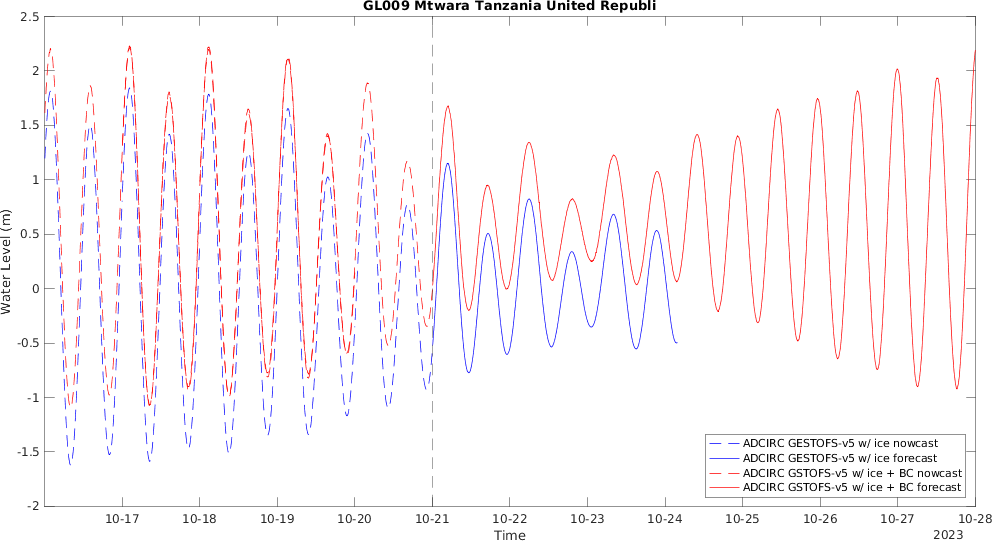 GL009 Mtwara Tanzania United Republi
2.5
2
1.5
1
0.5
0
-0.5
-1
-1.5
-2
Water Level (m)
ADCIRC GESTOFS-v5 w/ ice nowcast
ADCIRC GESTOFS-v5 w/ ice forecast
ADCIRC GSTOFS-v5 w/ ice + BC nowcast
ADCIRC GSTOFS-v5 w/ ice + BC forecast
10-17 10-18 10-19 10-20 10-21 10-22 10-23 10-24 10-25 10-26 10-27 10-28
Time
2023